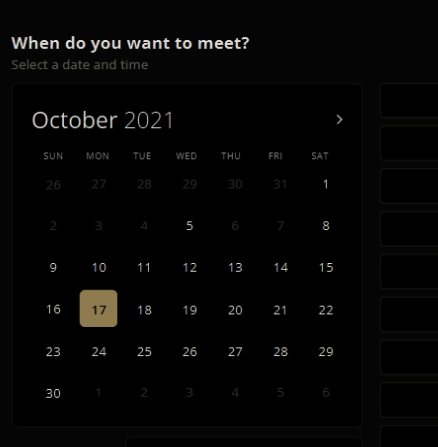 When do you want to meet?
Select a date and time
October 2021
SUN MON TUE WED THU FRI SAT
26 27 28 29 30 31 1
2 3 4 5 6 7 8
9 10 11 12 13 14 15
16 17 18 19 20 21 22
23 24 25 26 27 28 29
30 1 2 3 4 5 6